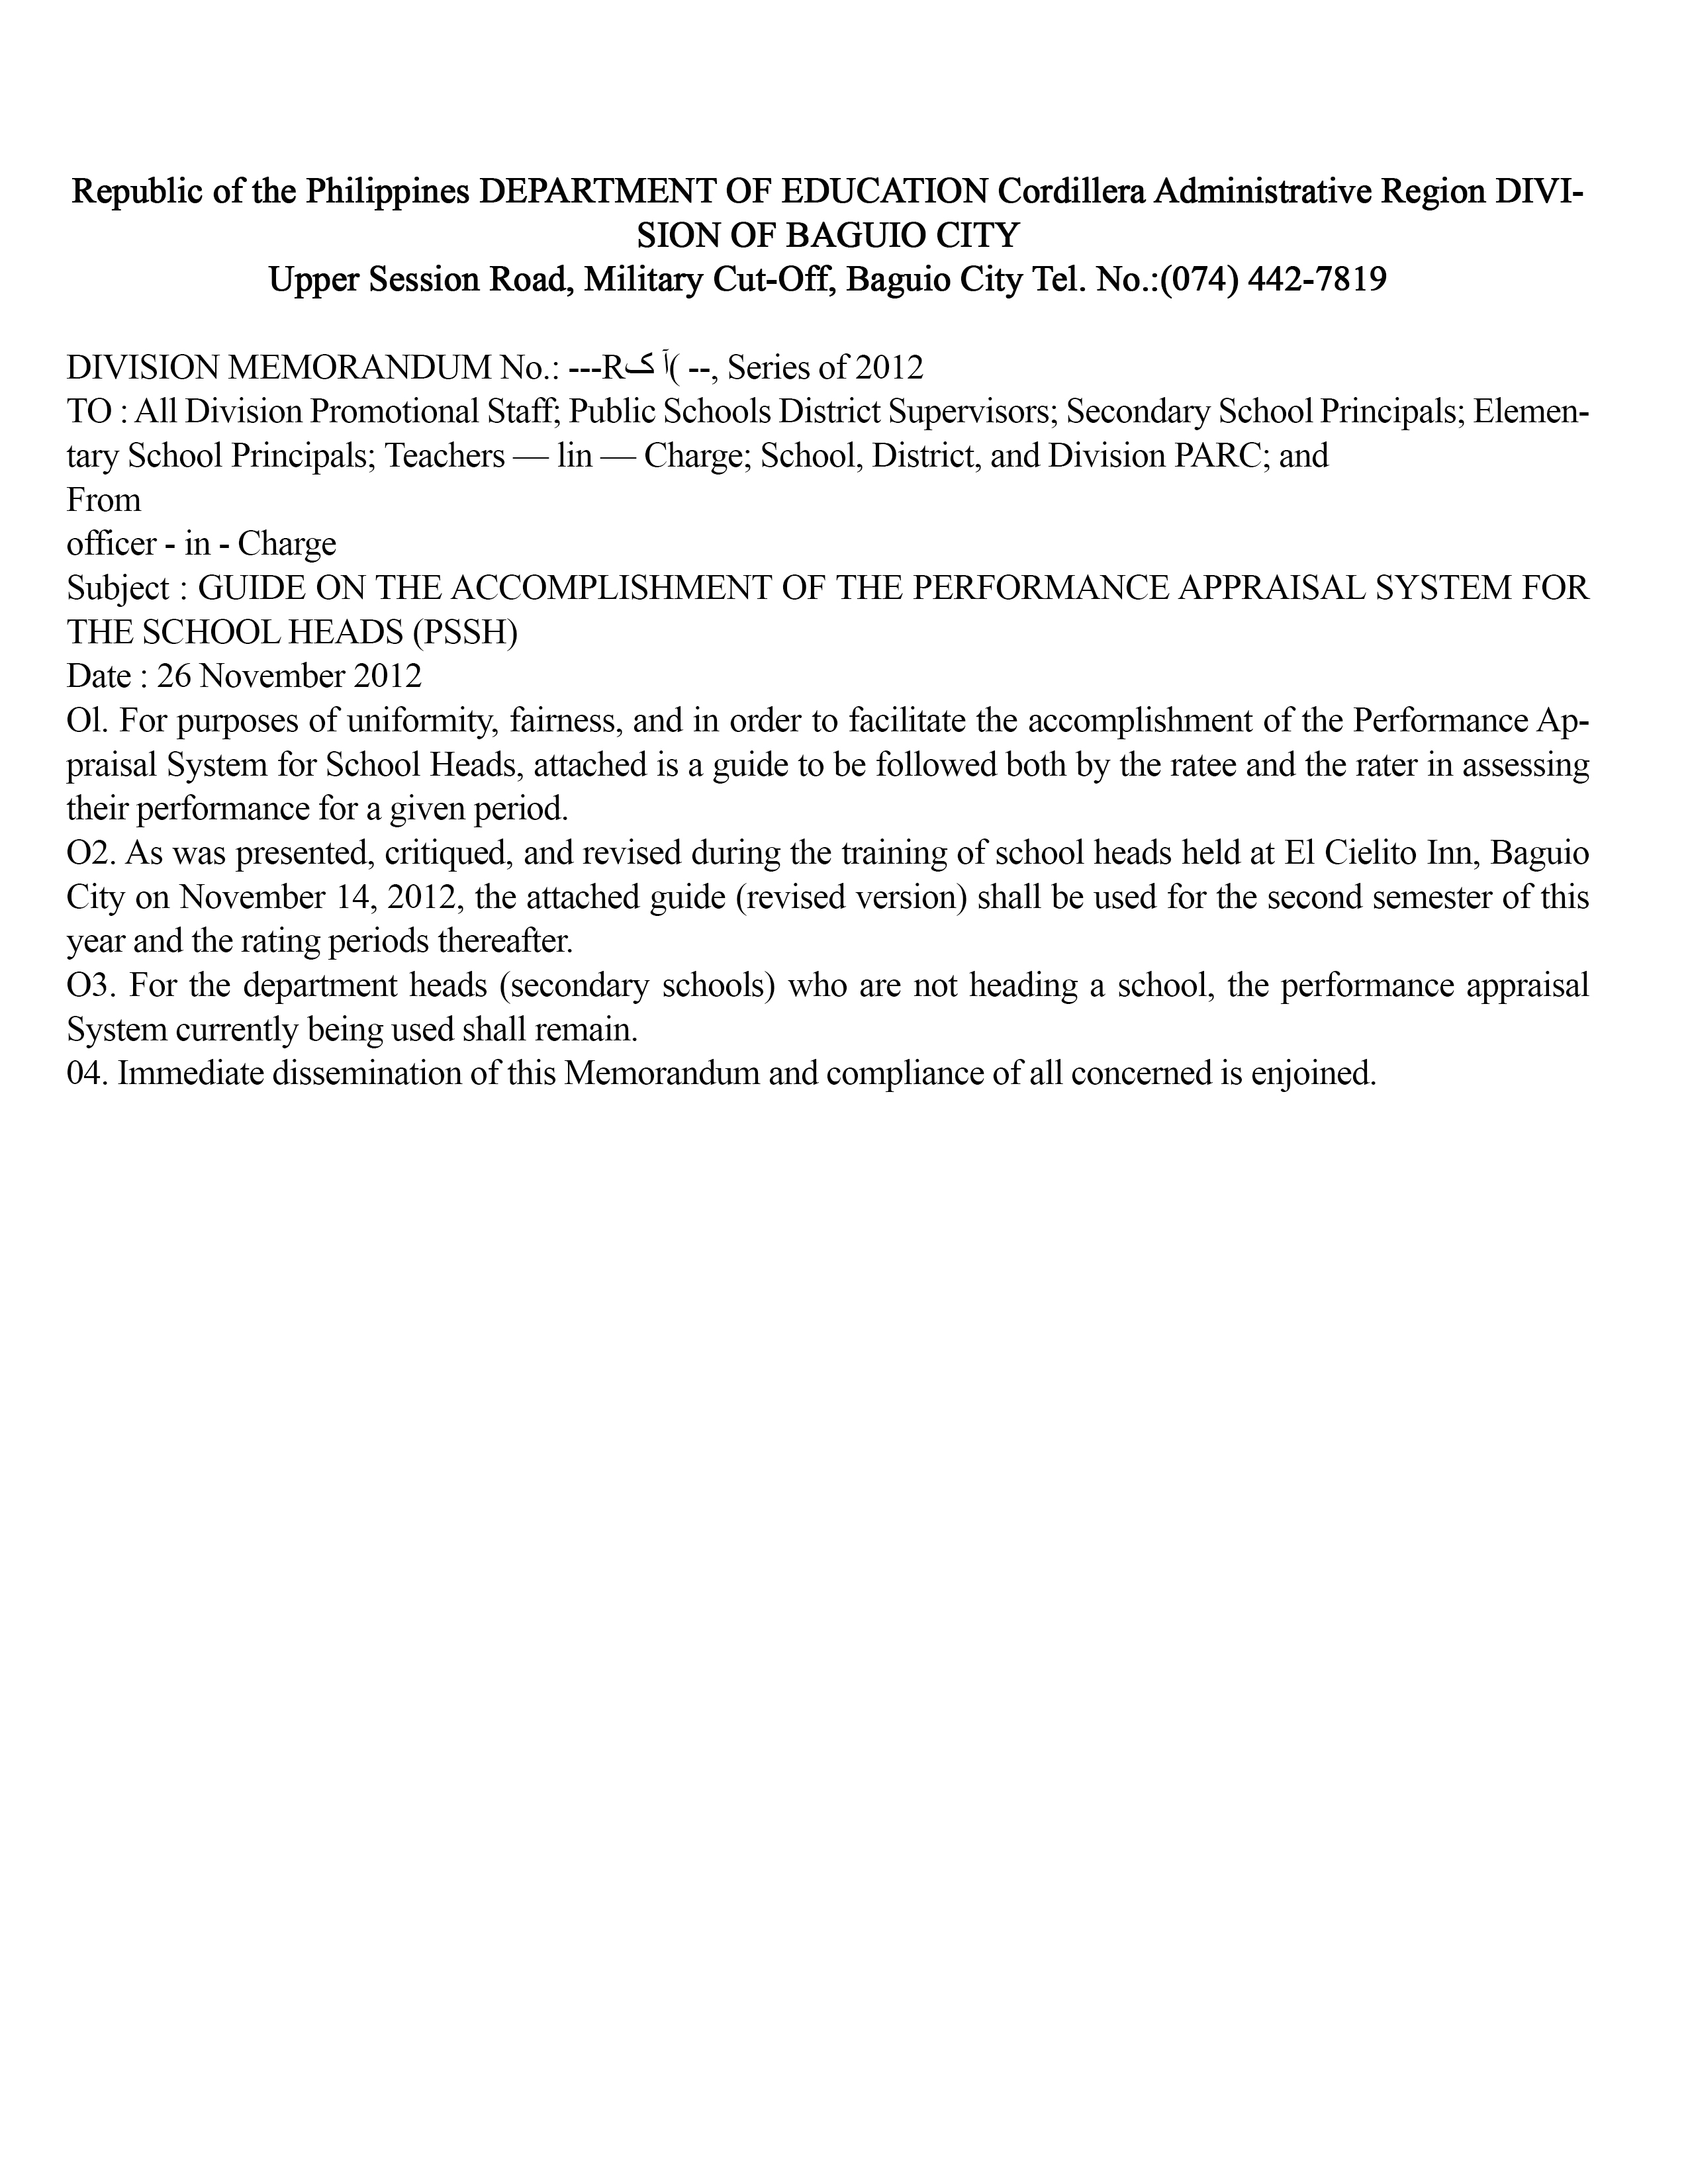 Republic of the Philippines DEPARTMENT OF EDUCATION Cordillera Administrative Region DIVI-
SION OF BAGUIO CITY
Upper Session Road, Military Cut-Off, Baguio City Tel. No.:(074) 442-7819
DIVISION MEMORANDUM No.: ---Rآ ک( --, Series of 2012
TO : All Division Promotional Staff; Public Schools District Supervisors; Secondary School Principals; Elemen-
tary School Principals; Teachers — lin — Charge; School, District, and Division PARC; and
From
officer - in - Charge
Subject : GUIDE ON THE ACCOMPLISHMENT OF THE PERFORMANCE APPRAISAL SYSTEM FOR
THE SCHOOL HEADS (PSSH)
Date : 26 November 2012
Ol. For purposes of uniformity, fairness, and in order to facilitate the accomplishment of the Performance Ap-
praisal System for School Heads, attached is a guide to be followed both by the ratee and the rater in assessing
their performance for a given period.
O2. As was presented, critiqued, and revised during the training of school heads held at El Cielito Inn, Baguio
City on November 14, 2012, the attached guide (revised version) shall be used for the second semester of this
year and the rating periods thereafter.
O3. For the department heads (secondary schools) who are not heading a school, the performance appraisal
System currently being used shall remain.
04. Immediate dissemination of this Memorandum and compliance of all concerned is enjoined.